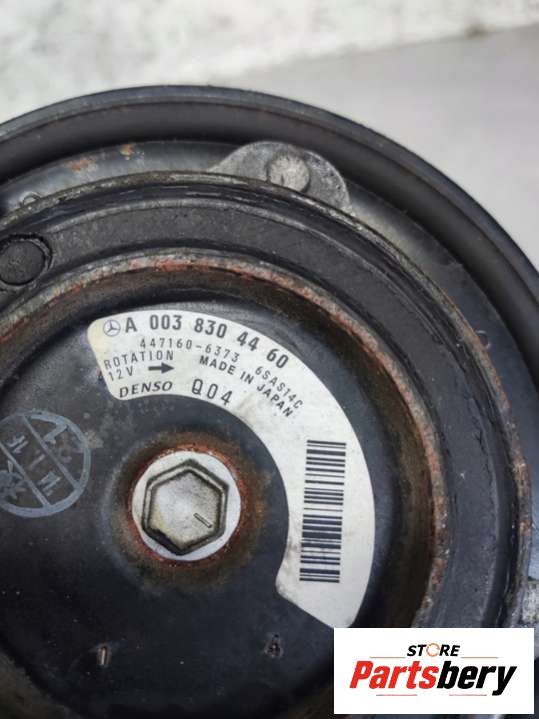 A 003 830 44 60
447160-6373 6SAS14C
ROTATION MADE IN JAPAN
12V
DENSO Q04
STORE
Partsbery